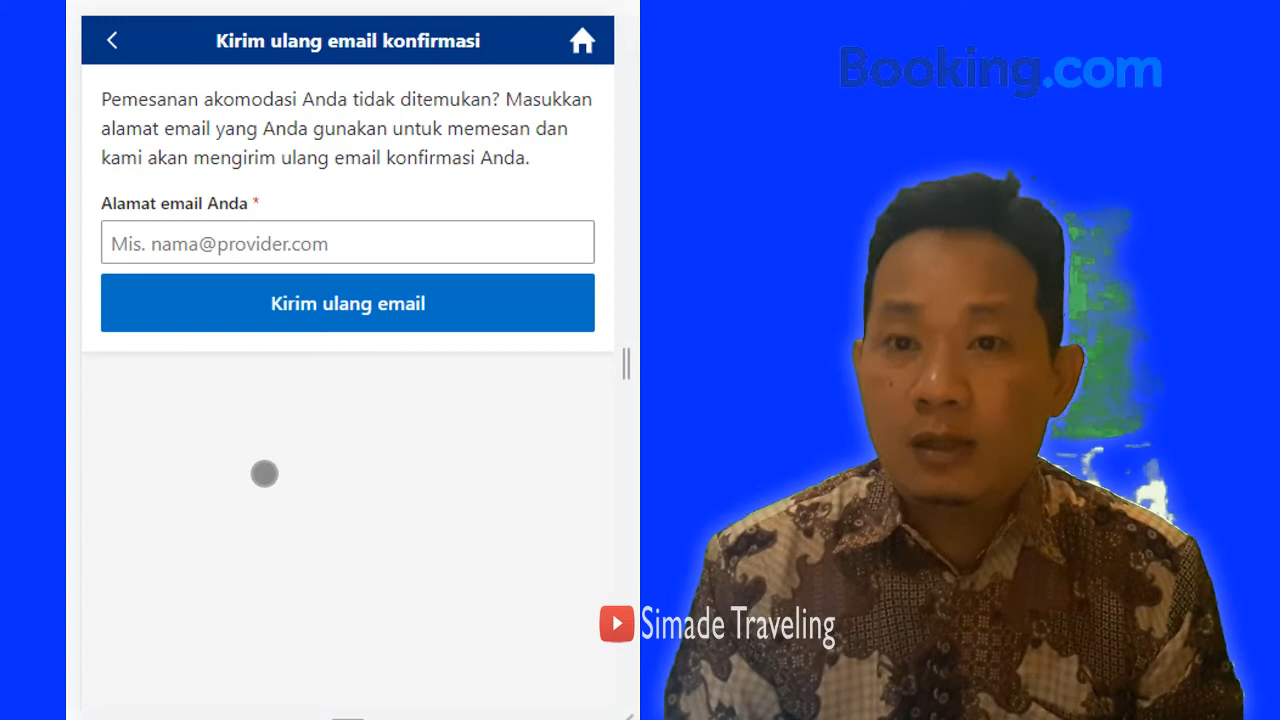 Kirim ulang email konfirmasi
Pemesanan akomodasi Anda tidak ditemukan? Masukkan
alamat email yang Anda gunakan untuk memesan dan
kami akan mengirim ulang email konfirmasi Anda.
Alamat email Anda *
Mis. nama@provider.com
Kirim ulang email
Booking.com
Simade Traveling